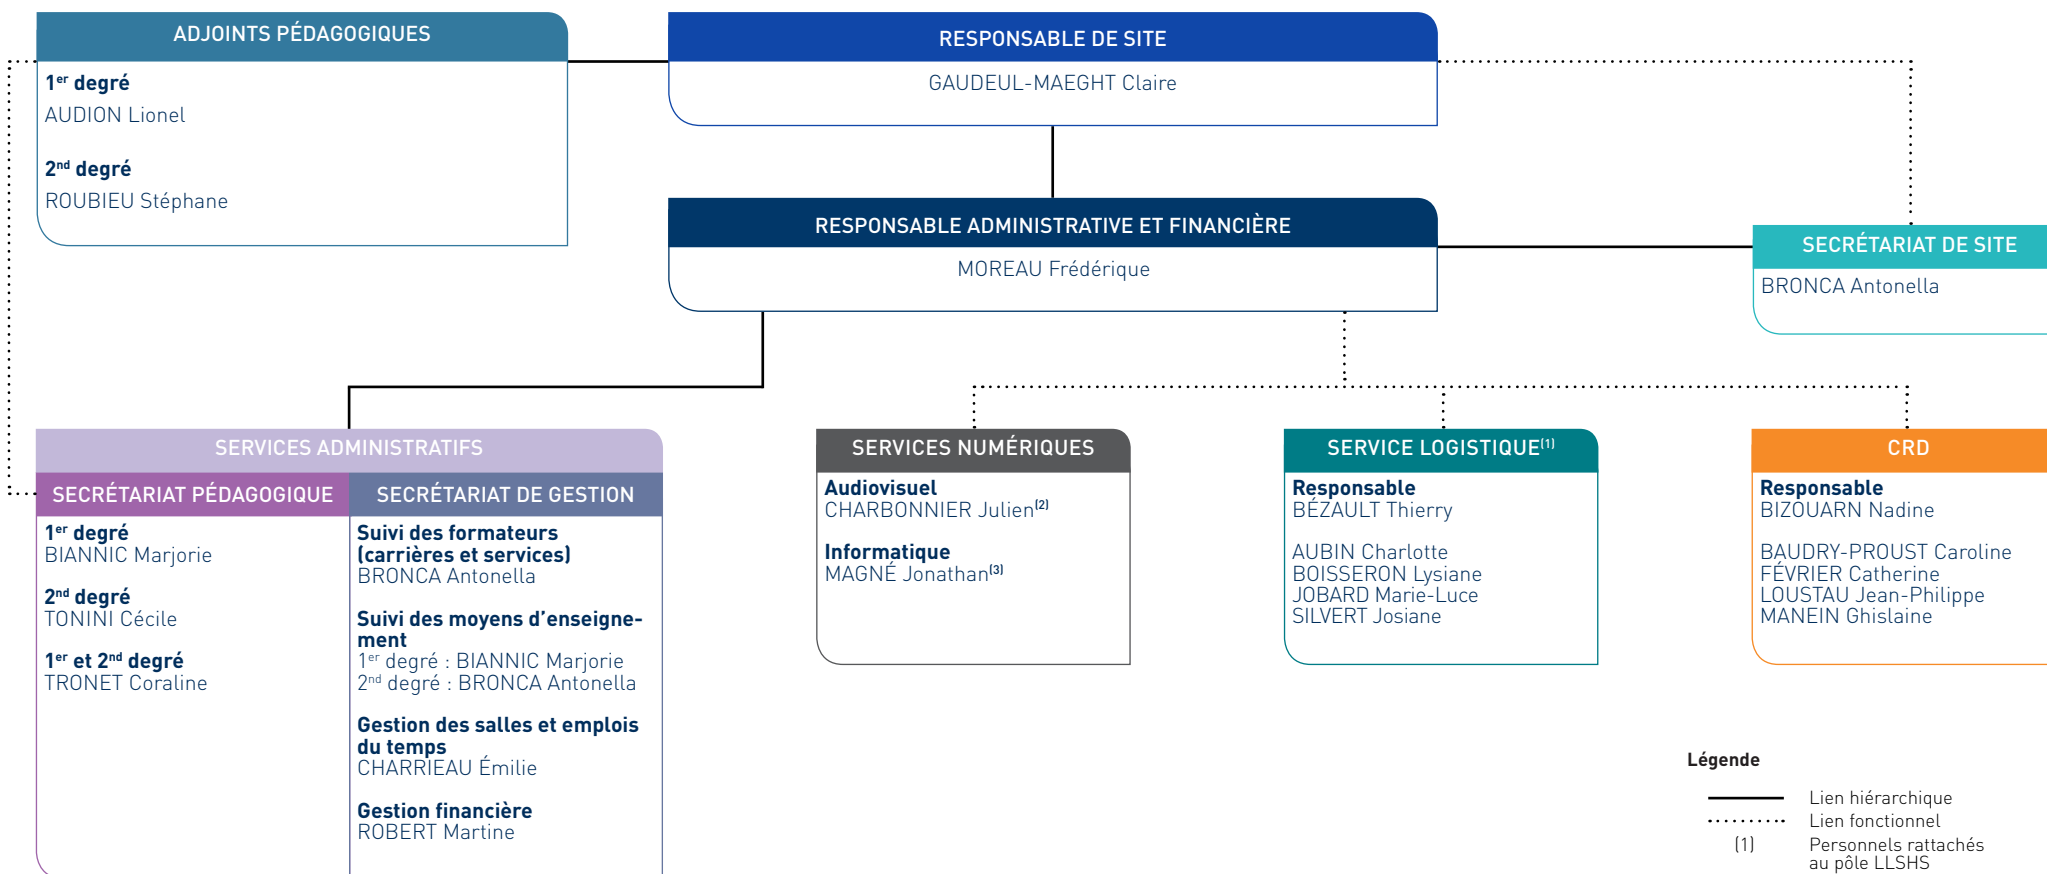 ADJOINTS PÉDAGOGIQUES
1er degré
AUDION Lionel
2nd degré
ROUBIEU Stéphane
RESPONSABLE DE SITE
GAUDEUL-MAEGHT Claire
RESPONSABLE ADMINISTRATIVE ET FINANCIÈRE
MOREAU Frédérique
SECRÉTARIAT DE SITE
BRONCA Antonella
SERVICES ADMINISTRATIFS
SECRÉTARIAT PÉDAGOGIQUE
1er degré
BIANNIC Marjorie
2nd degré
TONINI Cécile
1er et 2nd degré
TRONET Coraline
SECRÉTARIAT DE GESTION
Suivi des formateurs
(carrières et services)
BRONCA Antonella
Suivi des moyens d’enseigne-
ment
1er degré : BIANNIC Marjorie
2nd degré : BRONCA Antonella
Gestion des salles et emplois
du temps
CHARRIEAU Émilie
Gestion financière
ROBERT Martine
SERVICES NUMÉRIQUES
Audiovisuel
CHARBONNIER Julien(2)
Informatique
MAGNÉ Jonathan(3)
SERVICE LOGISTIQUE(1)
Responsable
BÉZAULT Thierry
AUBIN Charlotte
BOISSERON Lysiane
JOBARD Marie-Luce
SILVERT Josiane
CRD
Responsable
BIZOUARN Nadine
BAUDRY-PROUST Caroline
FÉVRIER Catherine
LOUSTAU Jean-Philippe
MANEIN Ghislaine
Légende
Lien hiérarchique
Lien fonctionnel
(1) Personnels rattachés
au pôle LLSHS